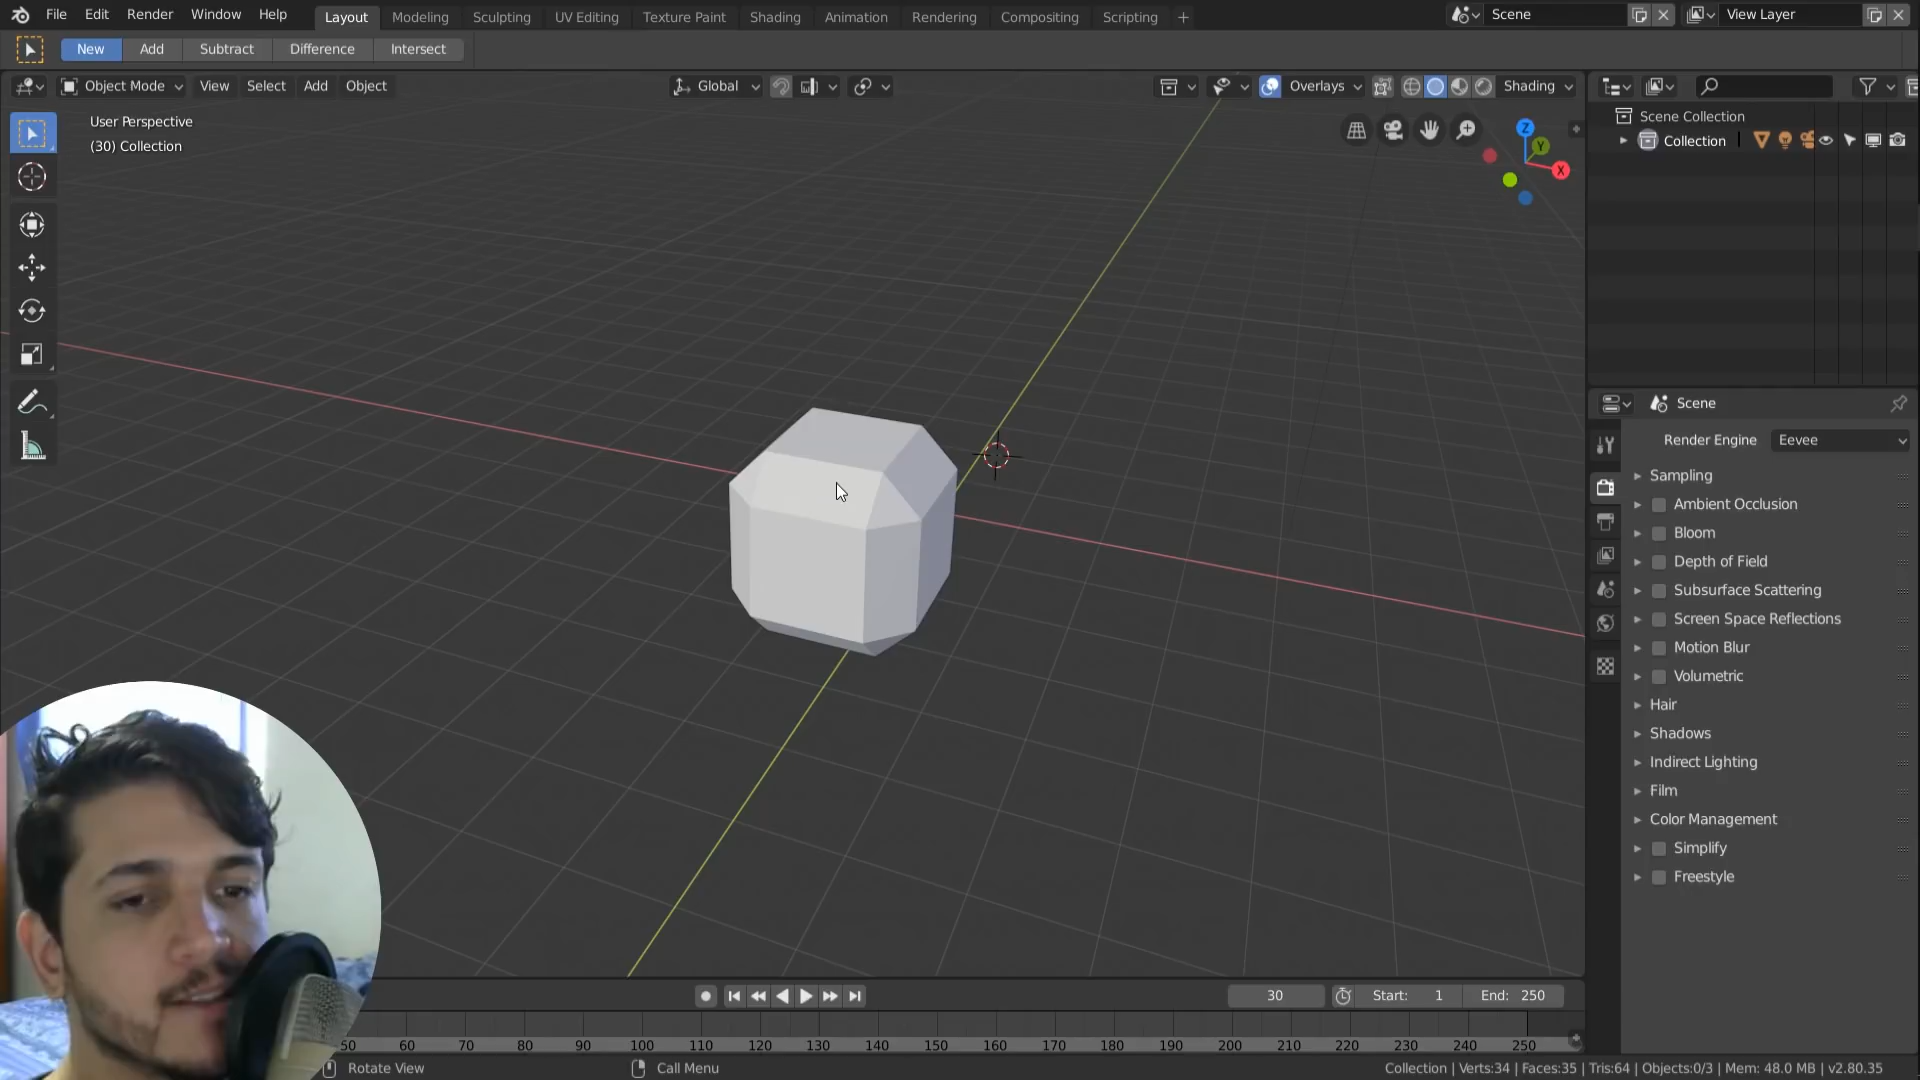 File Edit Render Window Help Layout Modeling Sculpting UV Editing Texture Paint Shading Animation Rendering Compositing Scripting + Scene View Layer
New Add Subtract Difference Intersect
Object Mode View Select Add Object Global Overlays Shading
User Perspective
(30) Collection
Z
Y
X
Scene Collection
Collection
Scene
Render Engine Eevee
Sampling
Ambient Occlusion
Bloom
Depth of Field
Subsurface Scattering
Screen Space Reflections
Motion Blur
Volumetric
Hair
Shadows
Indirect Lighting
Film
Color Management
Simplify
Freestyle
30 Start: 1 End: 250
50 60 70 80 90 100 110 120 130 140 150 160 170 180 190 200 210 220 230 240 250
Rotate View Call Menu Collection | Verts:34 | Faces:35 | Tris:64 | Objects:0/3 | Mem: 48.0 MB | v2.80.35